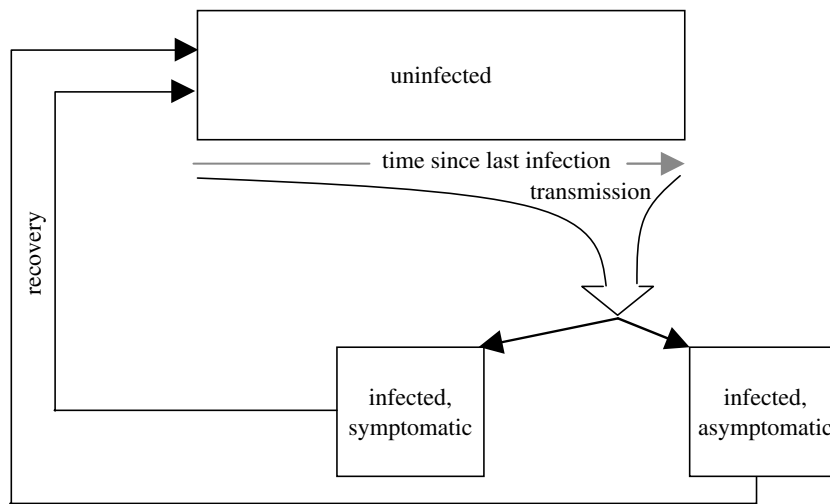 uninfected
time since last infection
transmission
recovery
infected,
symptomatic
infected,
asymptomatic